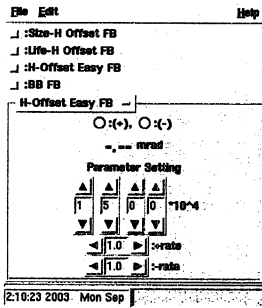 File Edit Help
:Size-H Offset FB
:Life-H Offset FB
:H-Offset Easy FB
:BB FB
H-Offset Easy FB
:(+), :(-)
-.-- mrad
Parameter Setting
1 5 0 0 *10^4
1.0 :+rate
1.0 :-rate
2:10:23 2003 Mon Sep